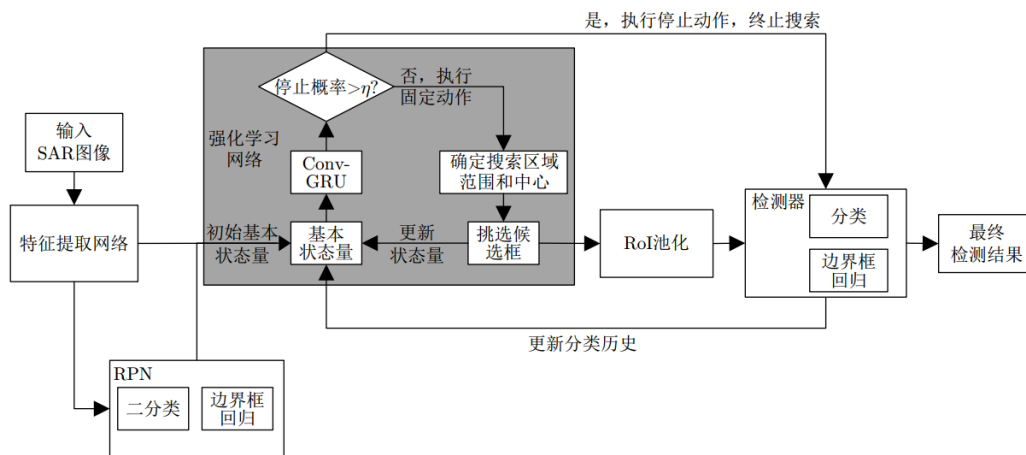 是，执行停止动作，终止搜索
停止概率>η?
否，执行
固定动作
输入
SAR图像
强化学习
网络
Conv-
GRU
确定搜索区域
范围和中心
特征提取网络
初始基本
状态量
基本
状态量
更新
状态量
挑选候
选框
RoI池化
检测器
分类
边界框
回归
最终
检测结果
更新分类历史
RPN
二分类
边界框
回归